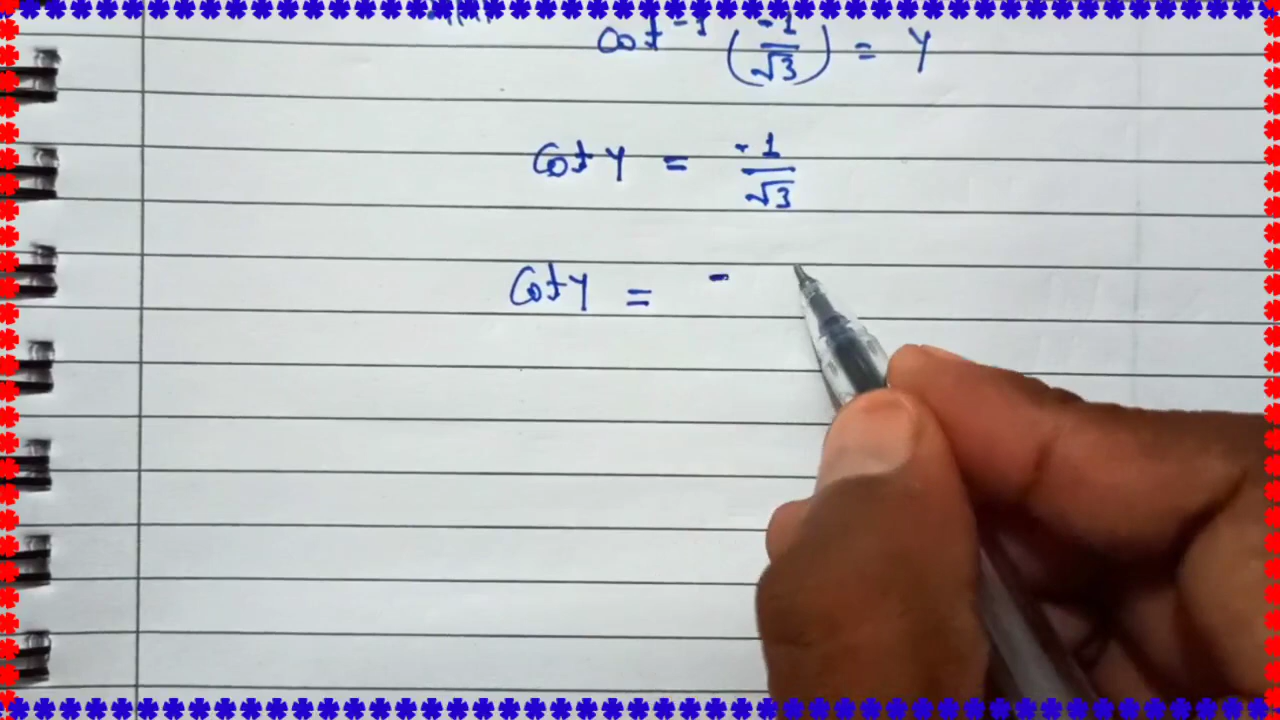 cot⁻¹ (-1/√3) = y
cot y = -1/√3
cot y = -